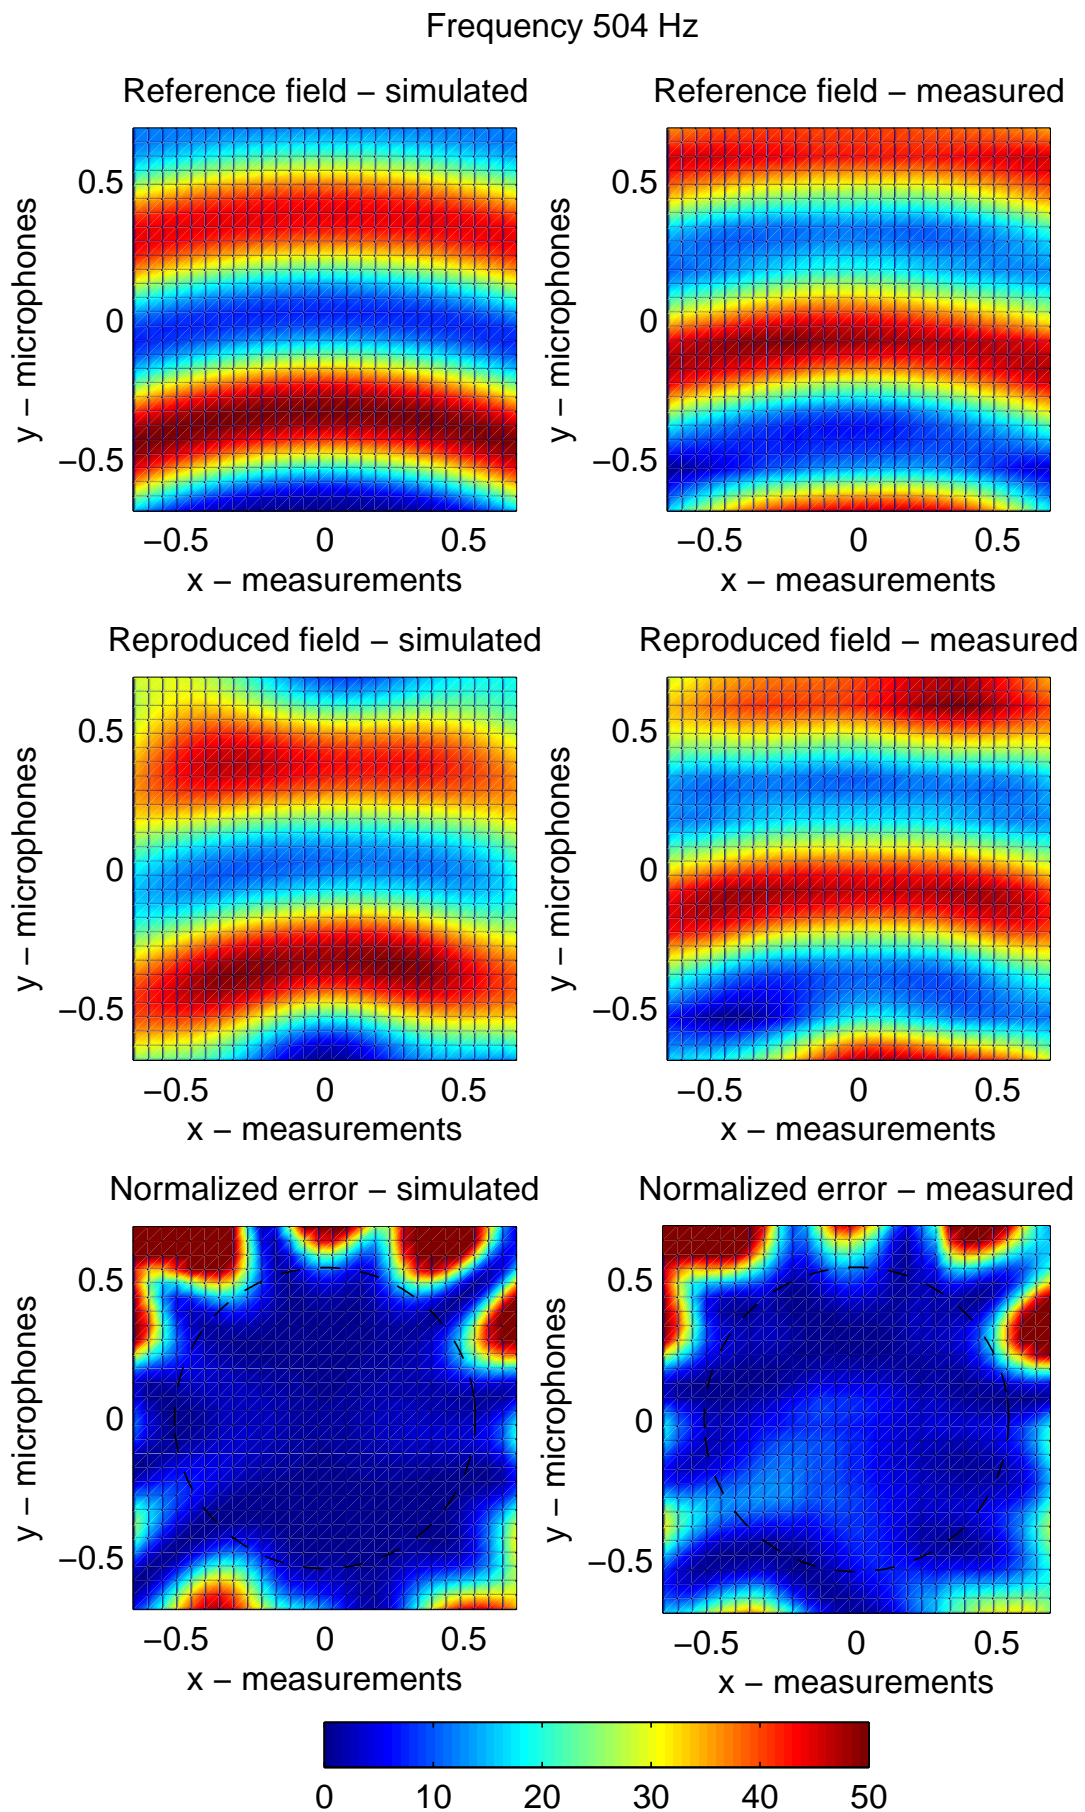 Frequency 504 Hz
Reference field − simulated
Reference field − measured
0.5
0
−0.5
y − microphones
−0.5 0 0.5
x − measurements
0.5
0
−0.5
y − microphones
−0.5 0 0.5
x − measurements
Reproduced field − simulated
Reproduced field − measured
0.5
0
−0.5
y − microphones
−0.5 0 0.5
x − measurements
0.5
0
−0.5
y − microphones
−0.5 0 0.5
x − measurements
Normalized error − simulated
Normalized error − measured
0.5
0
−0.5
y − microphones
−0.5 0 0.5
x − measurements
0.5
0
−0.5
y − microphones
−0.5 0 0.5
x − measurements
0 10 20 30 40 50